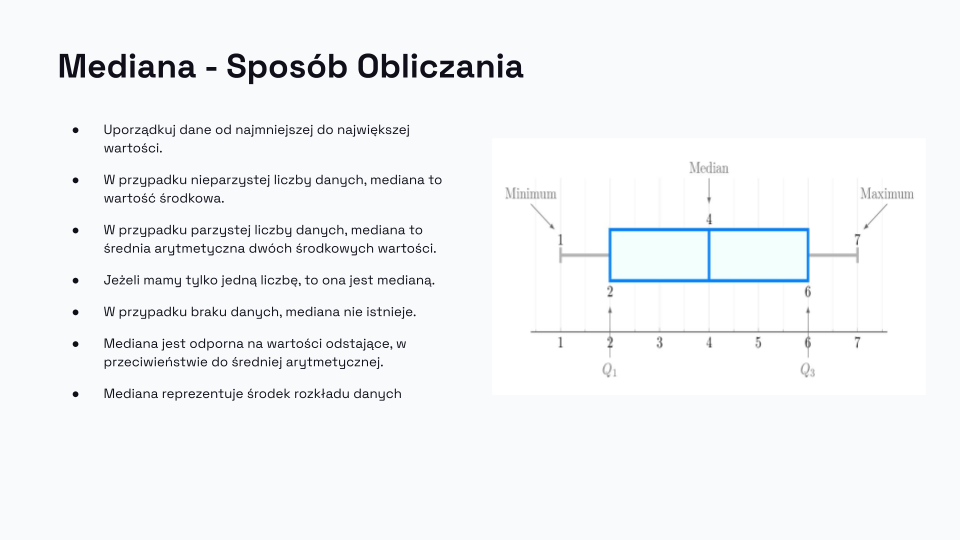 Mediana - Sposób Obliczania
● Uporządkuj dane od najmniejszej do największej
wartości.
● W przypadku nieparzystej liczby danych, mediana to
wartość środkowa.
● W przypadku parzystej liczby danych, mediana to
średnia arytmetyczna dwóch środkowych wartości.
● Jeżeli mamy tylko jedną liczbę, to ona jest medianą.
● W przypadku braku danych, mediana nie istnieje.
● Mediana jest odporna na wartości odstające, w
przeciwieństwie do średniej arytmetycznej.
● Mediana reprezentuje środek rozkładu danych
Median
Minimum Maximum
4
1 7
2 6
1 2 3 4 5 6 7
Q₁ Q₃